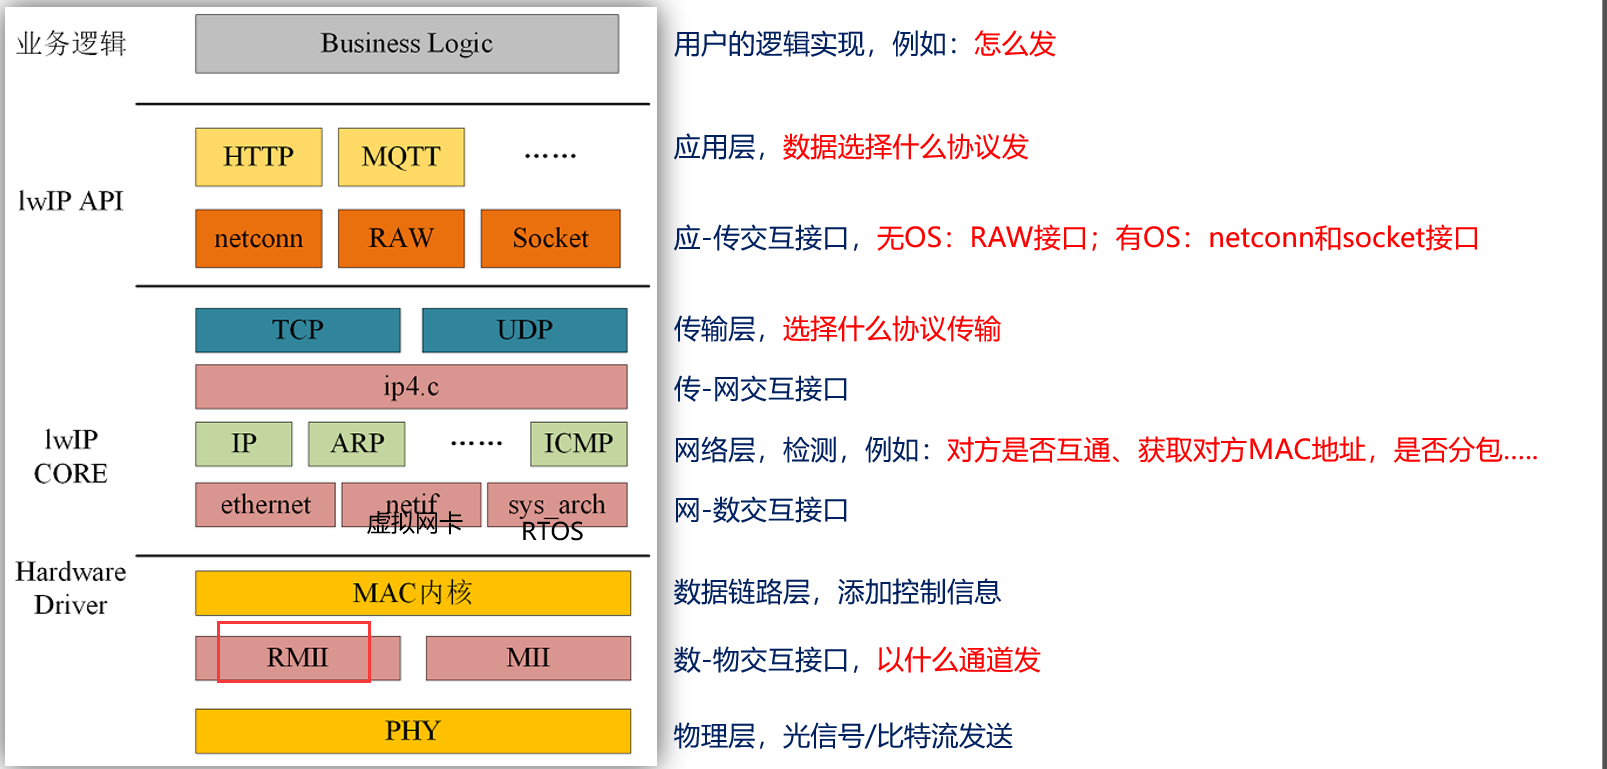 业务逻辑
Business Logic
用户的逻辑实现，例如：怎么发
HTTP
MQTT
······
应用层，数据选择什么协议发
lwIP API
netconn
RAW
Socket
应-传交互接口，无OS：RAW接口；有OS：netconn和socket接口
TCP
UDP
传输层，选择什么协议传输
ip4.c
传-网交互接口
lwIP
CORE
IP
ARP
······
ICMP
网络层，检测，例如：对方是否互通、获取对方MAC地址，是否分包.....
ethernet
netif
虚拟网卡
sys_arch
RTOS
网-数交互接口
Hardware
Driver
MAC内核
数据链路层，添加控制信息
RMII
MII
数-物交互接口，以什么通道发
PHY
物理层，光信号/比特流发送